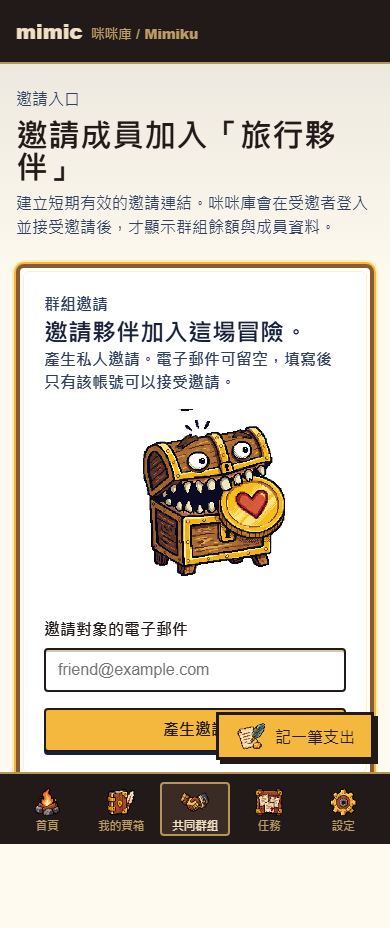 mimic 咪咪庫 / Mimiku
邀請入口
邀請成員加入「旅行夥
伴」
建立短期有效的邀請連結。咪咪庫會在受邀者登入
並接受邀請後，才顯示群組餘額與成員資料。
群組邀請
邀請夥伴加入這場冒險。
產生私人邀請。電子郵件可留空，填寫後
只有該帳號可以接受邀請。
邀請對象的電子郵件
friend@example.com
產生邀請
記一筆支出
首頁 我的寶箱 共同群組 任務 設定